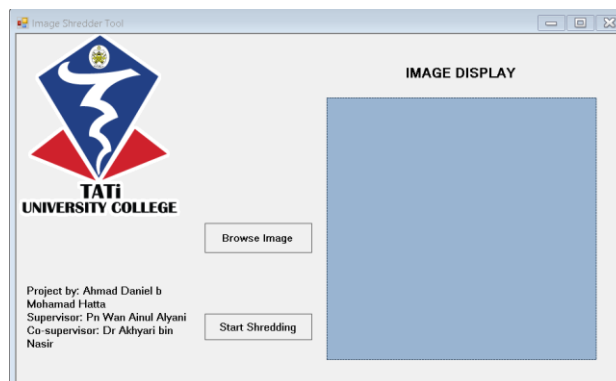 Image Shredder Tool
IMAGE DISPLAY
TATi
UNIVERSITY COLLEGE
Browse Image
Project by: Ahmad Daniel b
Mohamad Hatta
Supervisor: Pn Wan Ainul Alyani
Co-supervisor: Dr Akhyari bin
Nasir
Start Shredding